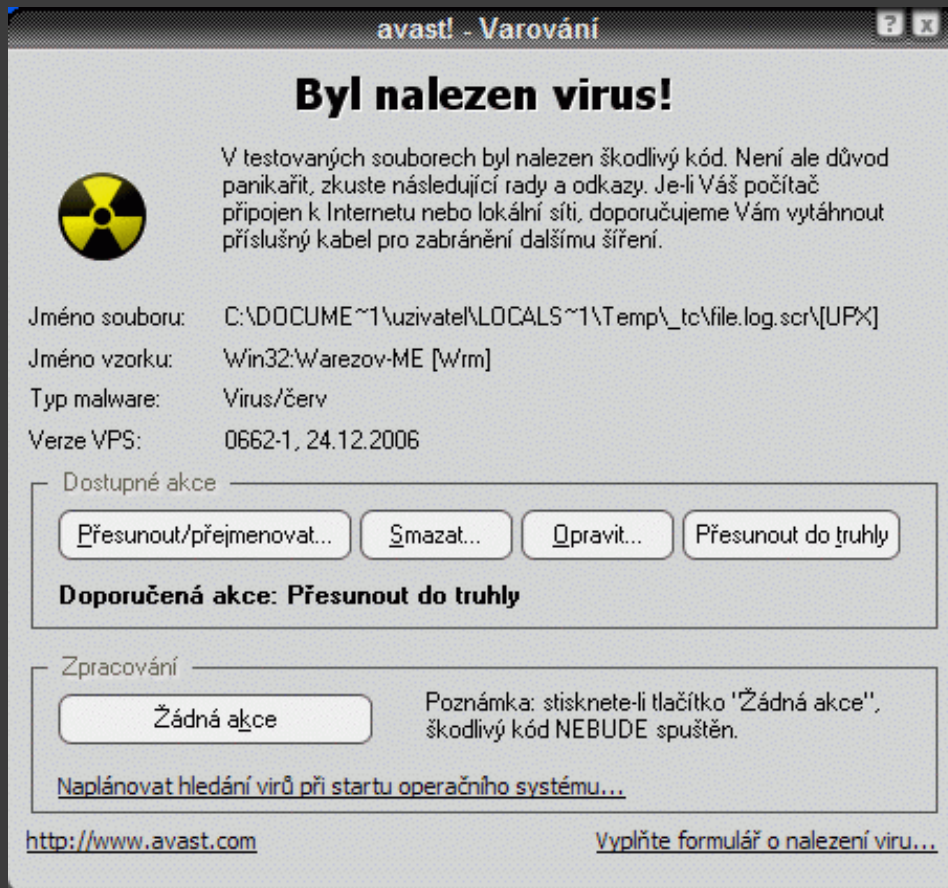 avast! - Varování
Byl nalezen virus!
V testovaných souborech byl nalezen škodlivý kód. Není ale důvod
panikařit, zkuste následující rady a odkazy. Je-li Váš počítač
připojen k Internetu nebo lokální síti, doporučujeme Vám vytáhnout
příslušný kabel pro zabránění dalšímu šíření.
Jméno souboru: C:\DOCUME~1\uzivatel\LOCALS~1\Temp\_tc\file.log.scr\[UPX]
Jméno vzorku: Win32:Warezov-ME [Wrm]
Typ malware: Virus/červ
Verze VPS: 0662-1, 24.12.2006
Dostupné akce
Přesunout/přejmenovat... Smazat... Opravit... Přesunout do truhly
Doporučená akce: Přesunout do truhly
Zpracování
Žádná akce
Poznámka: stisknete-li tlačítko "Žádná akce",
škodlivý kód NEBUDE spuštěn.
Naplánovat hledání virů při startu operačního systému...
http://www.avast.com Vyplňte formulář o nalezení viru...